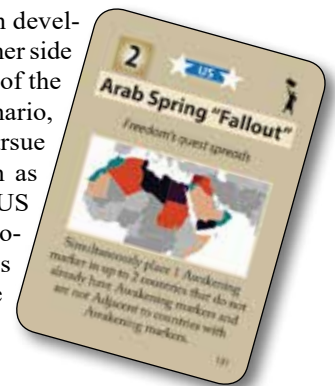 n devel-
her side
of the
nario,
rsue
n as
US
o-
s
e
2
US
Arab Spring "Fallout"
Freedom's quest spreads
Simultaneously place 1 Awakening
market in up to 2 countries that do not
already have Awakening markers and
are not Adjacent to countries with
Awakening markers.